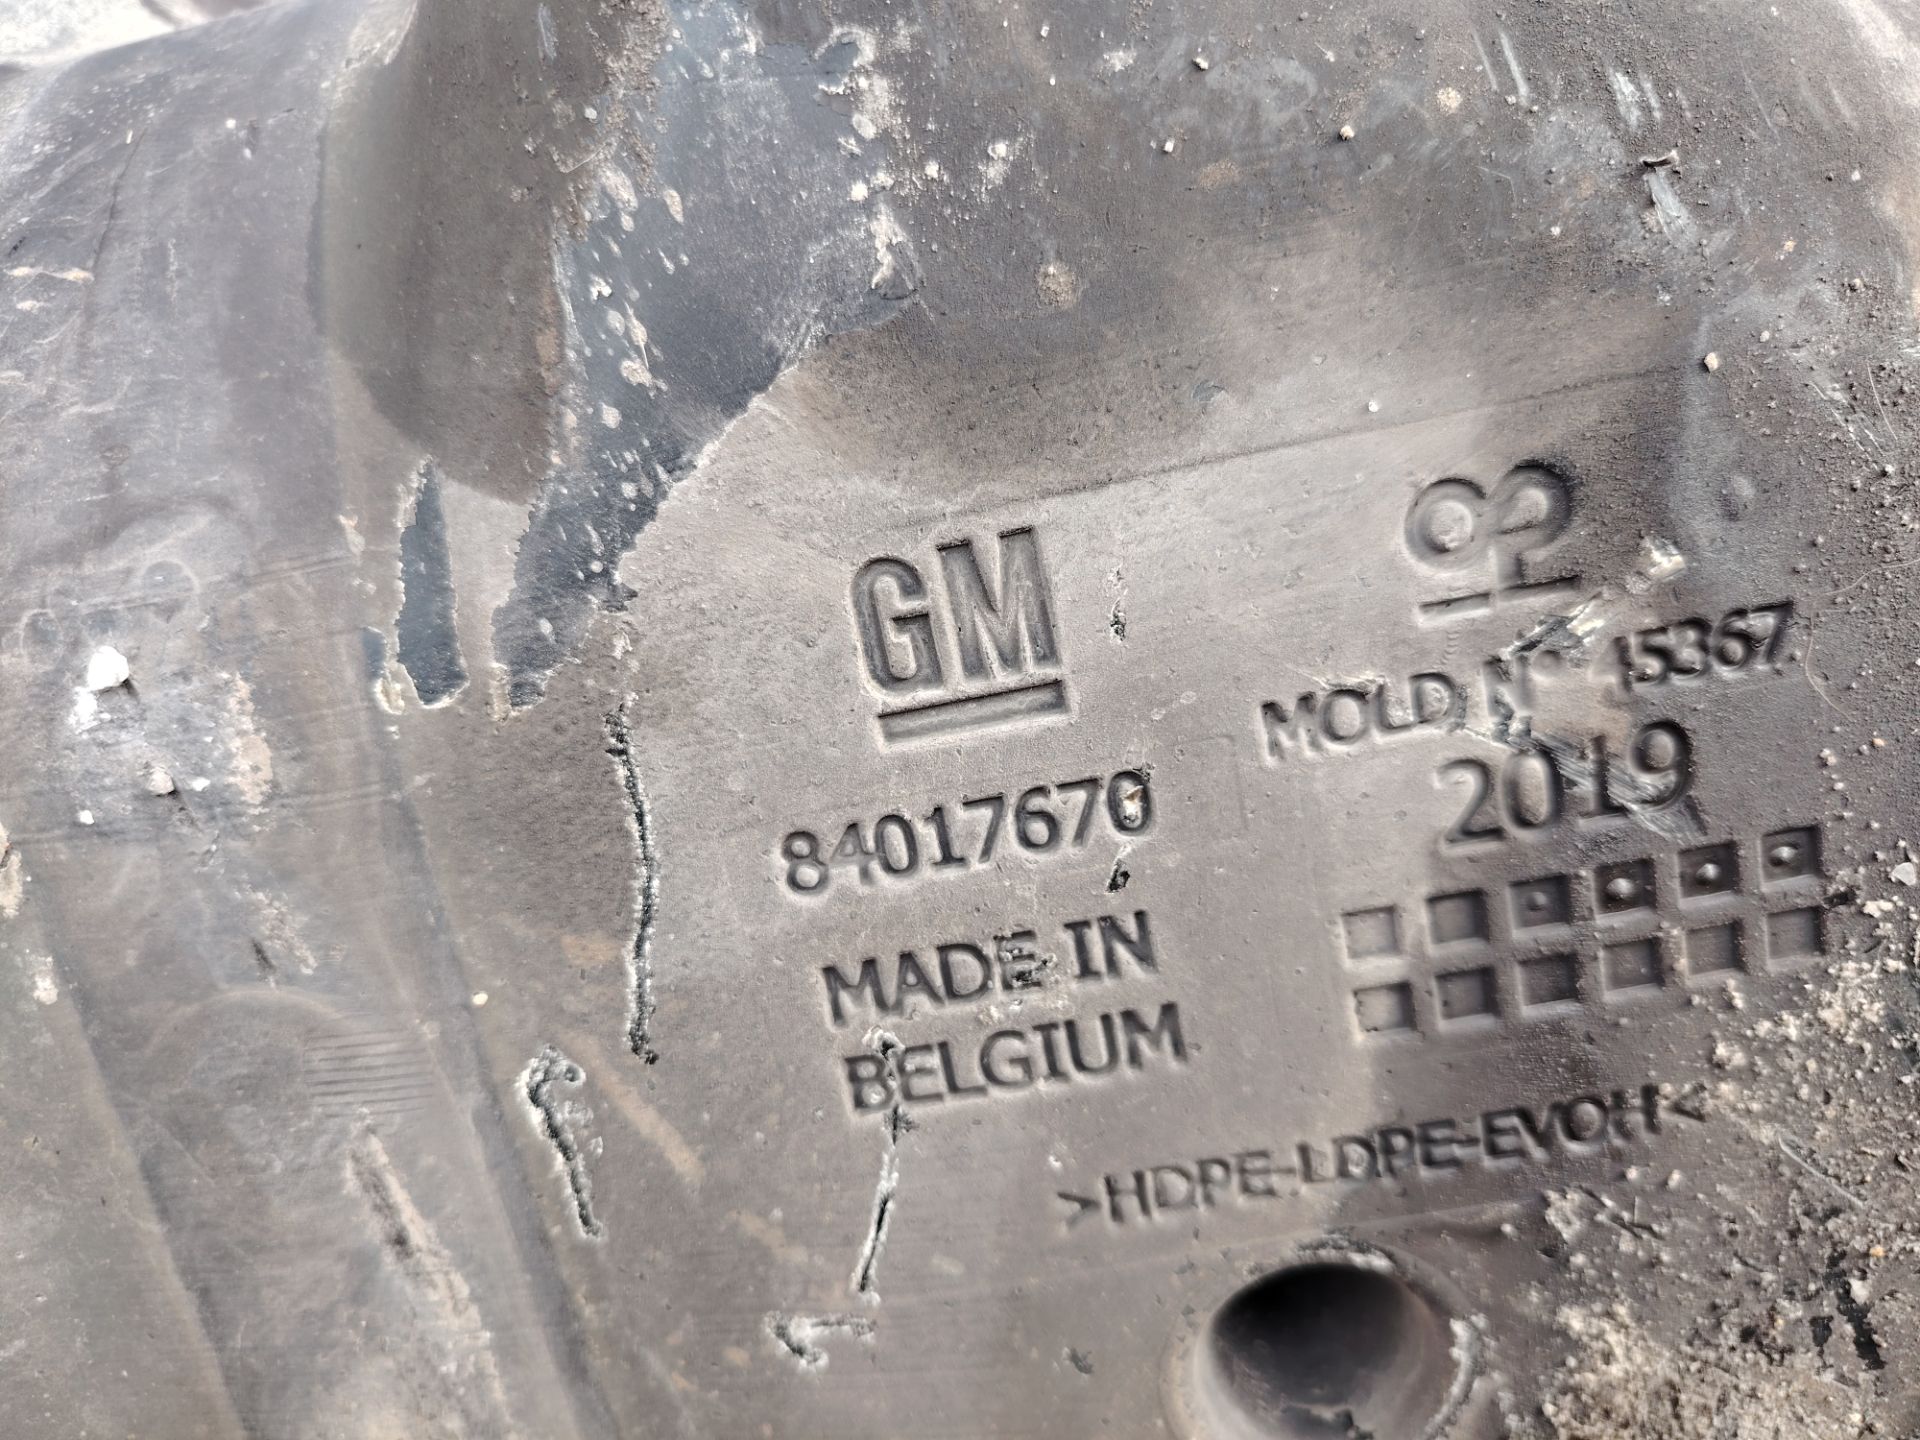 GM
84017670
MADE IN
BELGIUM
MOLD N° 15367
2019
>HDPE-LDPE-EVOH<